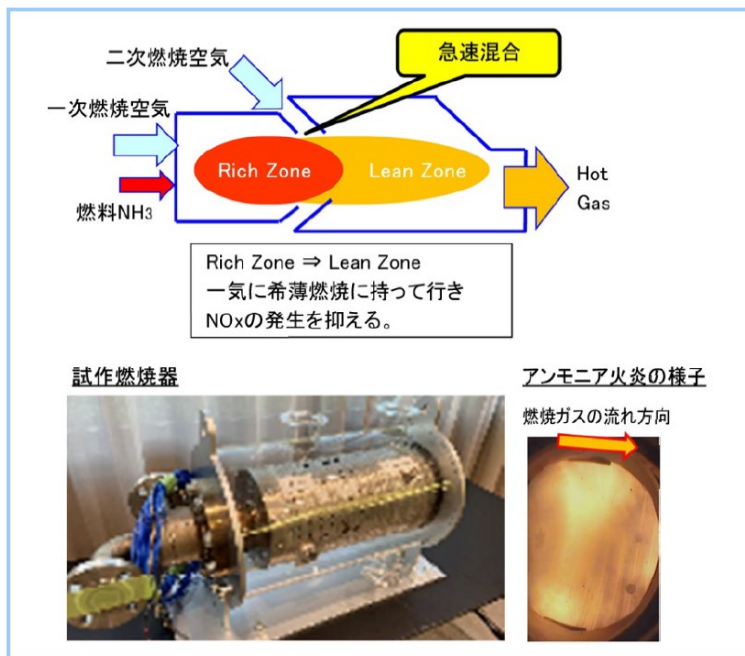 二次燃焼空気
急速混合
一次燃焼空気
Rich Zone
Lean Zone
Hot
Gas
燃料NH3
Rich Zone ⇒ Lean Zone
一気に希薄燃焼に持って行き
NOxの発生を抑える。
試作燃焼器
アンモニア火炎の様子
燃焼ガスの流れ方向